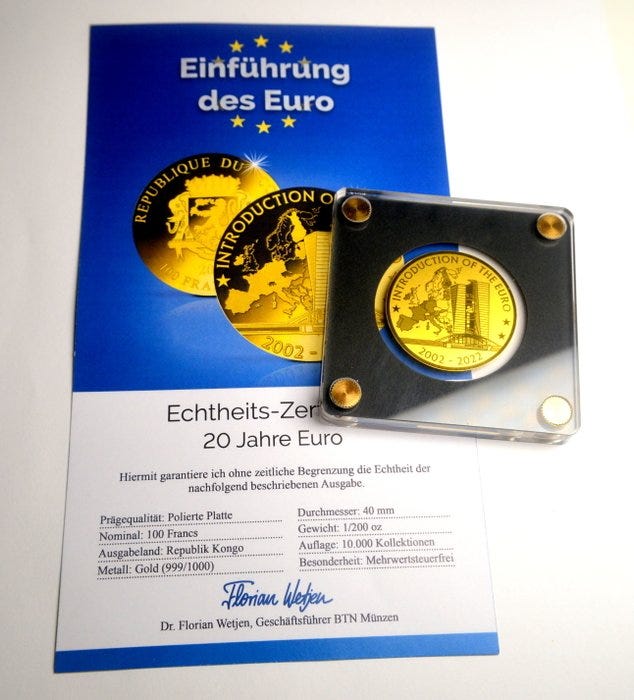 Einführung
des Euro
REPUBLIQUE DU
100 FRA
INTRODUCTION O
2002 -
INTRODUCTION OF THE EURO
2002 - 2022
Echtheits-Zer
20 Jahre Euro
Hiermit garantiere ich ohne zeitliche Begrenzung die Echtheit der
nachfolgend beschriebenen Ausgabe.
Prägequalität: Polierte Platte
Nominal: 100 Francs
Ausgabeland: Republik Kongo
Metall: Gold (999/1000)
Durchmesser: 40 mm
Gewicht: 1/200 oz
Auflage: 10.000 Kollektionen
Besonderheit: Mehrwertsteuerfrei
Florian Wetjen
Dr. Florian Wetjen, Geschäftsführer BTN Münzen